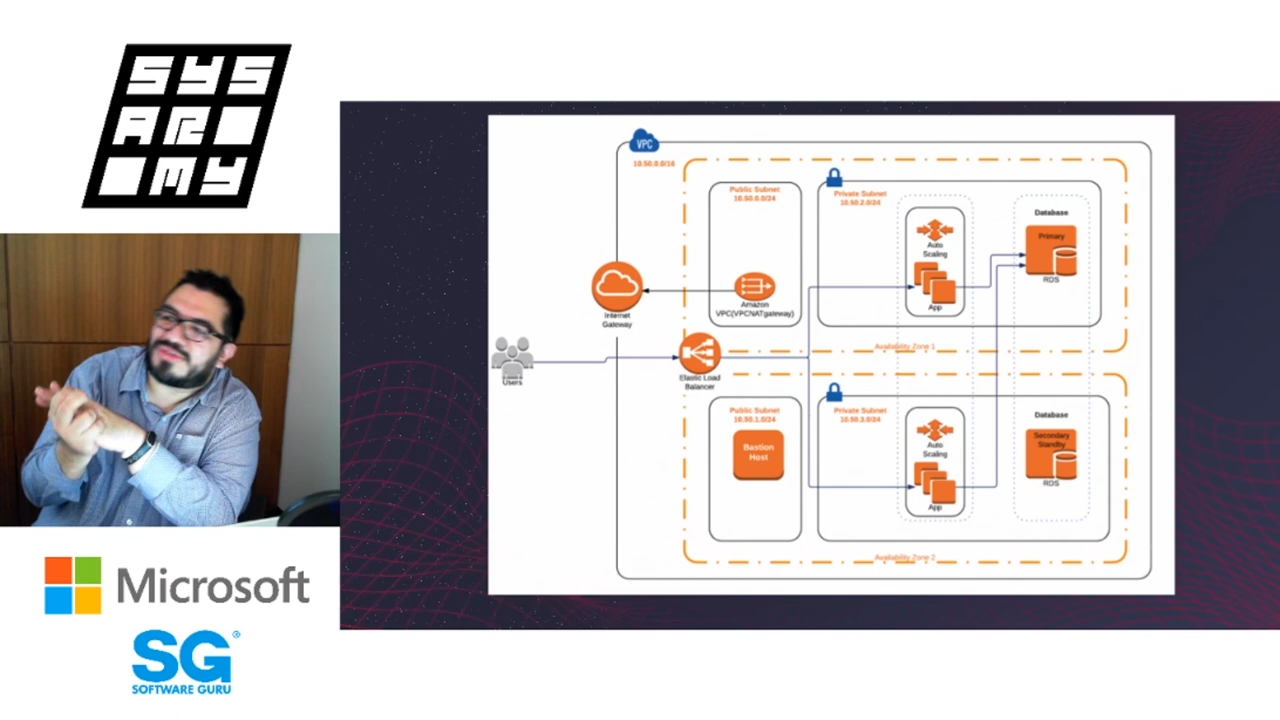 SYS
AR
MY
Microsoft
SG®
SOFTWARE GURU
VPC
10.50.0.0/16
Public Subnet
10.50.0.0/24
Private Subnet
10.50.2.0/24
Auto
Scaling
App
Database
Primary
RDS
Amazon
VPC(VPCNATgateway)
Internet
Gateway
Availability Zone 1
Users
Elastic Load
Balancer
Public Subnet
10.50.1.0/24
Bastion
Host
Private Subnet
10.50.3.0/24
Auto
Scaling
App
Database
Secondary
Standby
RDS
Availability Zone 2